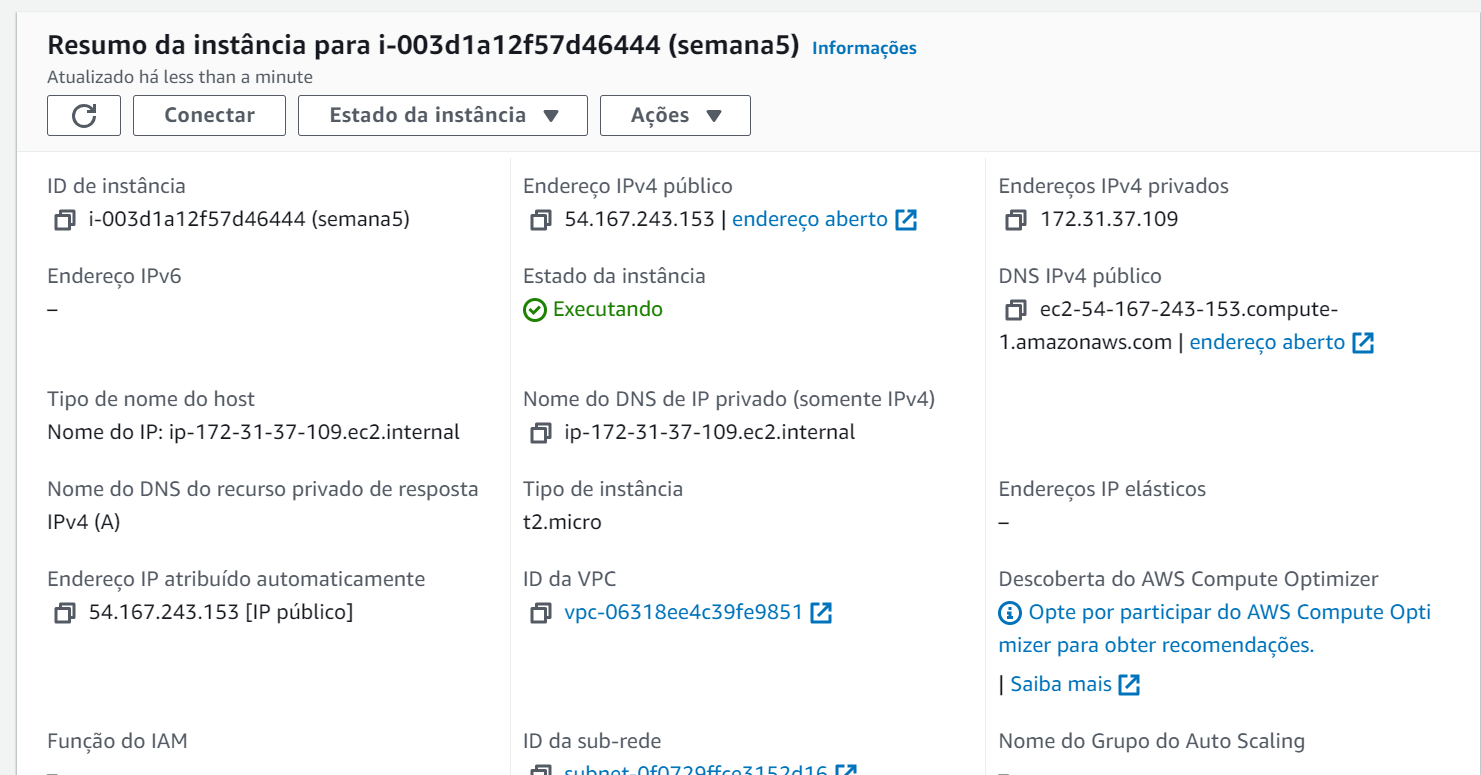 Resumo da instância para i-003d1a12f57d46444 (semana5) Informações
Atualizado há less than a minute
Conectar Estado da instância Ações
ID de instância
i-003d1a12f57d46444 (semana5)
Endereço IPv4 público
54.167.243.153 | endereço aberto
Endereços IPv4 privados
172.31.37.109
Endereço IPv6
–
Estado da instância
Executando
DNS IPv4 público
ec2-54-167-243-153.compute-
1.amazonaws.com | endereço aberto
Tipo de nome do host
Nome do IP: ip-172-31-37-109.ec2.internal
Nome do DNS de IP privado (somente IPv4)
ip-172-31-37-109.ec2.internal
Nome do DNS do recurso privado de resposta
IPv4 (A)
Tipo de instância
t2.micro
Endereços IP elásticos
–
Endereço IP atribuído automaticamente
54.167.243.153 [IP público]
ID da VPC
vpc-06318ee4c39fe9851
Descoberta do AWS Compute Optimizer
Opte por participar do AWS Compute Opti
mizer para obter recomendações.
| Saiba mais
Função do IAM
–
ID da sub-rede
subnet-0f0729ffce3152d16
Nome do Grupo do Auto Scaling
–